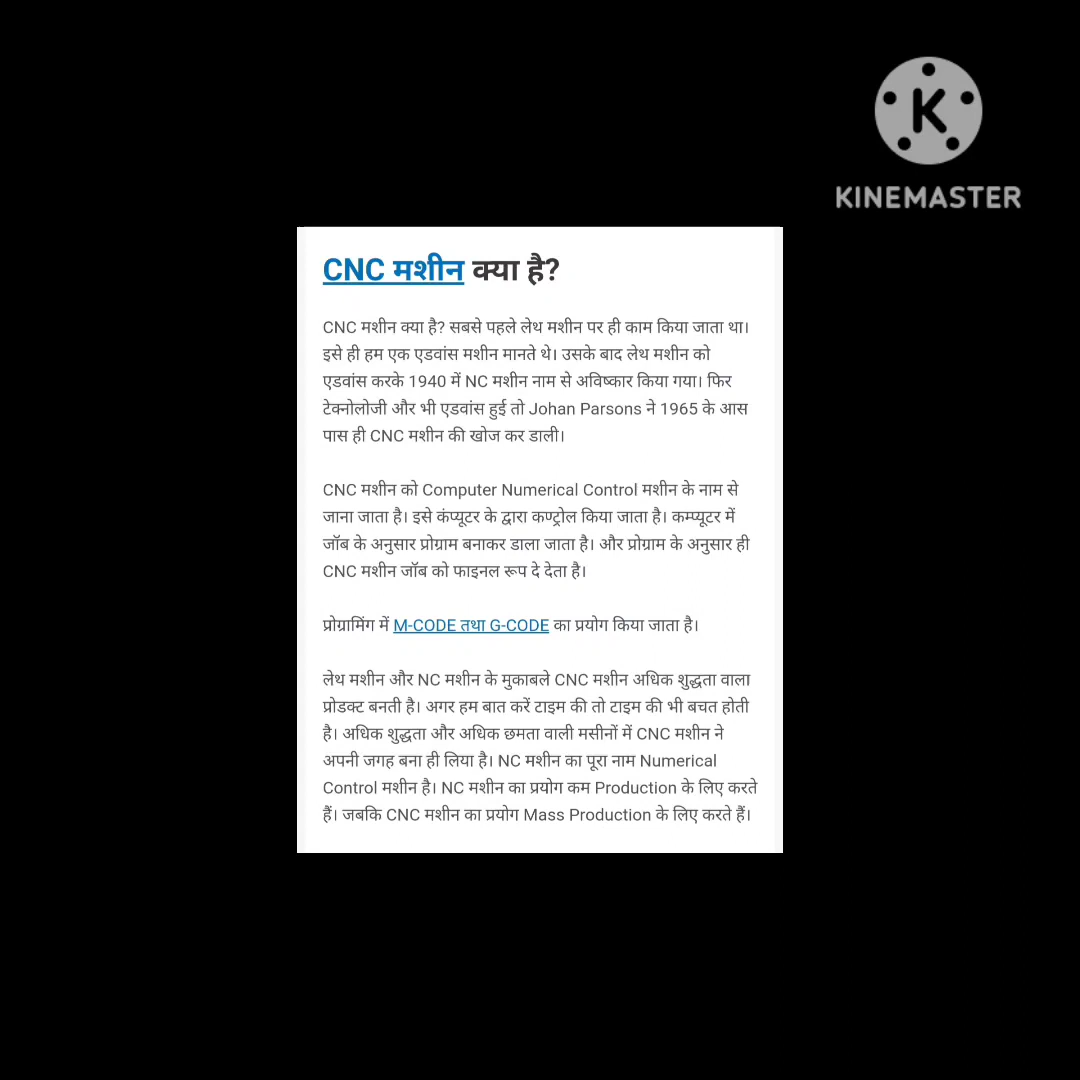 KINEMASTER
CNC मशीन क्या है?
CNC मशीन क्या है? सबसे पहले लेथ मशीन पर ही काम किया जाता था।
इसे ही हम एक एडवांस मशीन मानते थे। उसके बाद लेथ मशीन को
एडवांस करके 1940 में NC मशीन नाम से अविष्कार किया गया। फिर
टेक्नोलोजी और भी एडवांस हुई तो Johan Parsons ने 1965 के आस
पास ही CNC मशीन की खोज कर डाली।
CNC मशीन को Computer Numerical Control मशीन के नाम से
जाना जाता है। इसे कंप्यूटर के द्वारा कण्ट्रोल किया जाता है। कम्प्यूटर में
जॉब के अनुसार प्रोग्राम बनाकर डाला जाता है। और प्रोग्राम के अनुसार ही
CNC मशीन जॉब को फाइनल रूप दे देता है।
प्रोग्रामिंग में M-CODE तथा G-CODE का प्रयोग किया जाता है।
लेथ मशीन और NC मशीन के मुकाबले CNC मशीन अधिक शुद्धता वाला
प्रोडक्ट बनती है। अगर हम बात करें टाइम की तो टाइम की भी बचत होती
है। अधिक शुद्धता और अधिक छमता वाली मसीनों में CNC मशीन ने
अपनी जगह बना ही लिया है। NC मशीन का पूरा नाम Numerical
Control मशीन है। NC मशीन का प्रयोग कम Production के लिए करते
हैं। जबकि CNC मशीन का प्रयोग Mass Production के लिए करते हैं।